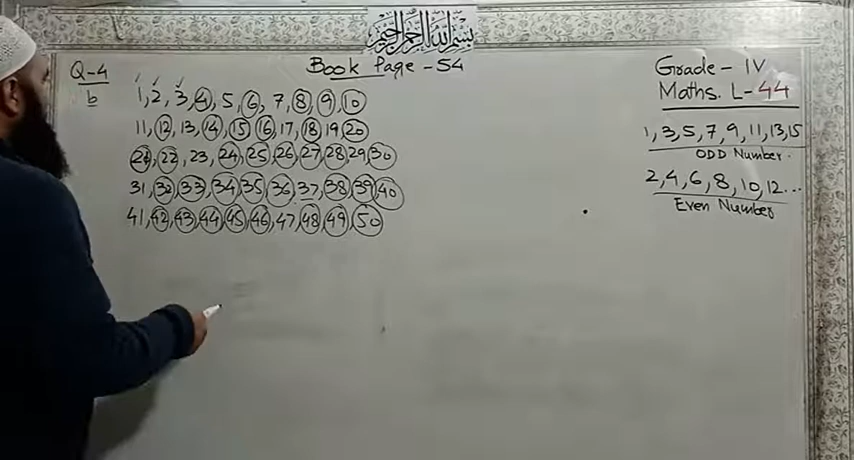 بسم الله الرحمن الرحيم
Q-4
b
Book Page - 54
Grade - IV
Maths. L-44
1, 2, 3, 4, 5, 6, 7, 8, 9, 10
11, 12, 13, 14, 15, 16, 17, 18, 19, 20
21, 22, 23, 24, 25, 26, 27, 28, 29, 30
31, 32, 33, 34, 35, 36, 37, 38, 39, 40
41, 42, 43, 44, 45, 46, 47, 48, 49, 50
1, 3, 5, 7, 9, 11, 13, 15
ODD Number.
2, 4, 6, 8, 10, 12...
Even Number